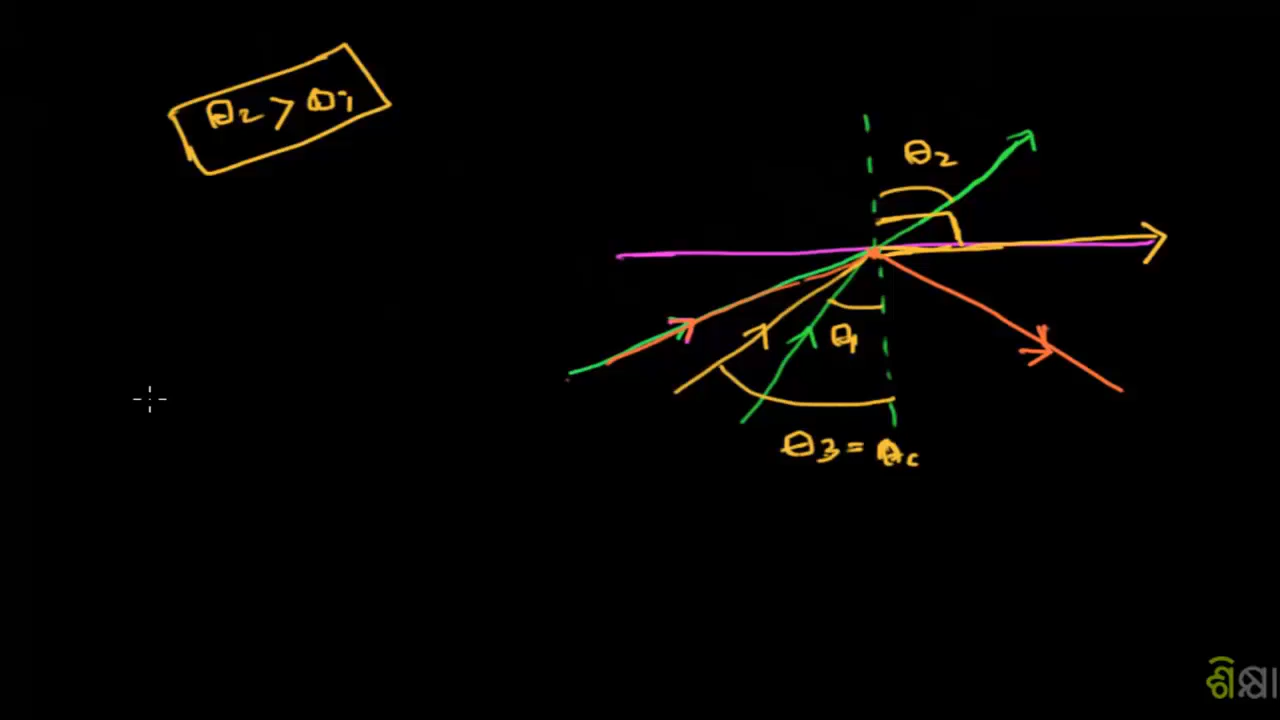 θ2 > θ1
θ2
θ1
θ3 = θc
ଶିକ୍ଷା